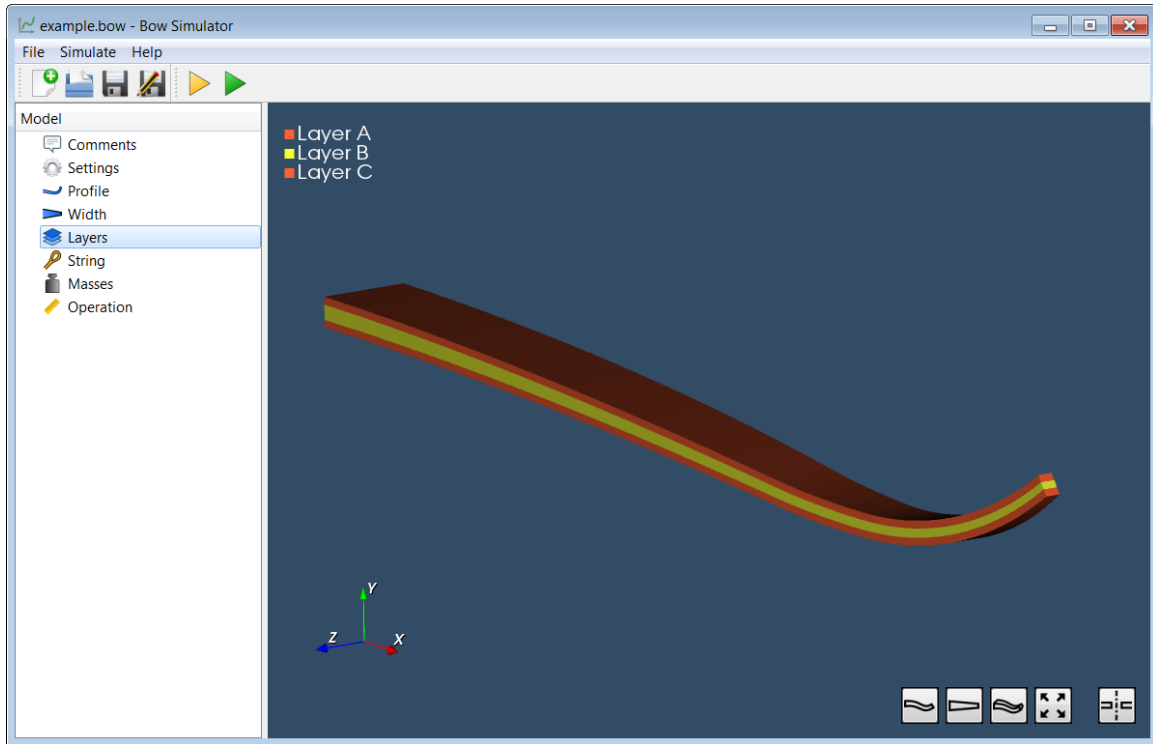 example.bow - Bow Simulator
File Simulate Help
Model
Comments
Settings
Profile
Width
Layers
String
Masses
Operation
Layer A
Layer B
Layer C
Y
Z
X